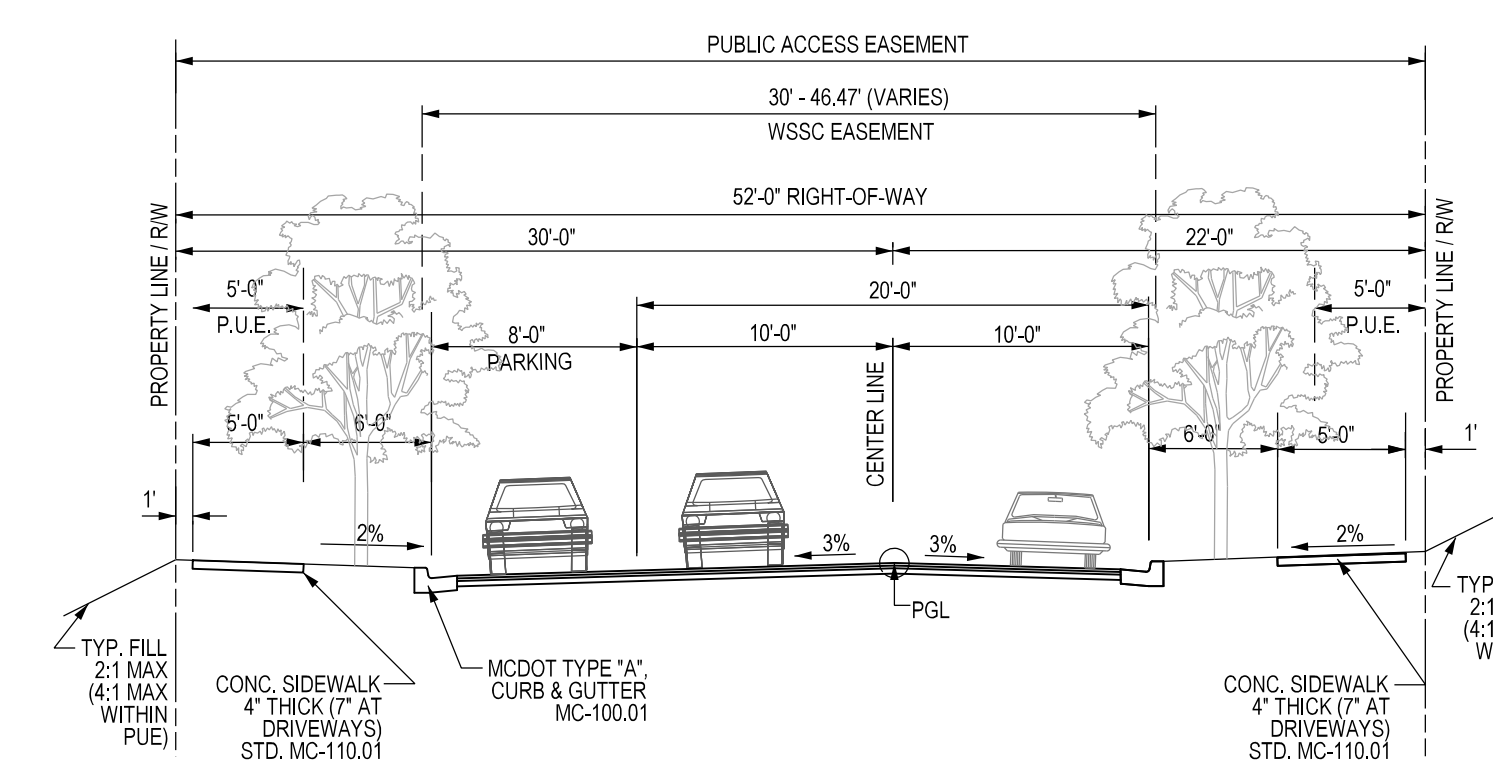 PUBLIC ACCESS EASEMENT
30' - 46.47' (VARIES)
WSSC EASEMENT
52'-0" RIGHT-OF-WAY
30'-0"
22'-0"
PROPERTY LINE / R/W
PROPERTY LINE / R/W
5'-0"
P.U.E.
20'-0"
5'-0"
P.U.E.
8'-0"
PARKING
10'-0"
10'-0"
CENTER LINE
5'-0"
6'-0"
6'-0"
5'-0"
1'
1'
2%
3%
3%
2%
PGL
TYP. FILL
2:1 MAX
(4:1 MAX
WITHIN
PUE)
CONC. SIDEWALK
4" THICK (7" AT
DRIVEWAYS)
STD. MC-110.01
MCDOT TYPE "A",
CURB & GUTTER
MC-100.01
CONC. SIDEWALK
4" THICK (7" AT
DRIVEWAYS)
STD. MC-110.01
TYP
2:1
(4:1
W